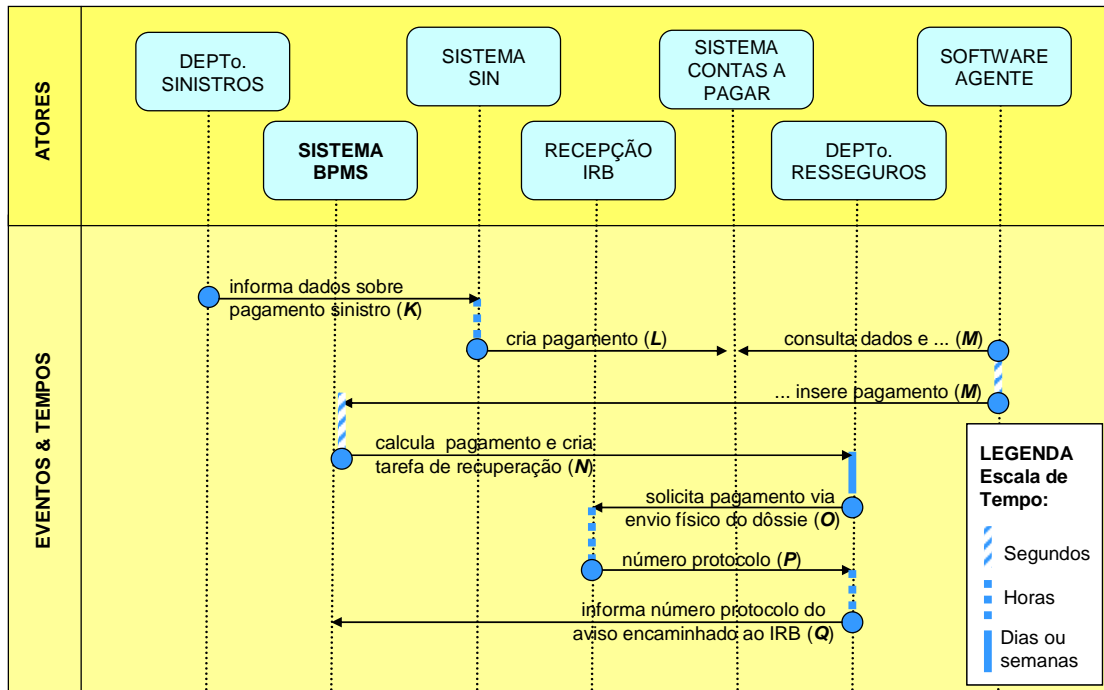 ATORES
DEPTo.
SINISTROS
SISTEMA
SIN
SISTEMA
CONTAS A
PAGAR
SOFTWARE
AGENTE
SISTEMA
BPMS
RECEPÇÃO
IRB
DEPTo.
RESSEGUROS
EVENTOS & TEMPOS
informa dados sobre
pagamento sinistro (K)
cria pagamento (L)
consulta dados e ... (M)
... insere pagamento (M)
calcula pagamento e cria
tarefa de recuperação (N)
solicita pagamento via
envio físico do dôssie (O)
número protocolo (P)
informa número protocolo do
aviso encaminhado ao IRB (Q)
LEGENDA
Escala de
Tempo:
Segundos
Horas
Dias ou
semanas